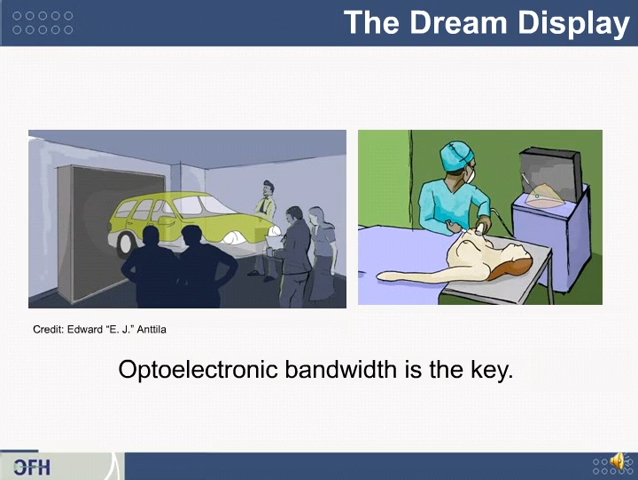 The Dream Display
Credit: Edward “E. J.” Anttila
Optoelectronic bandwidth is the key.
OFH